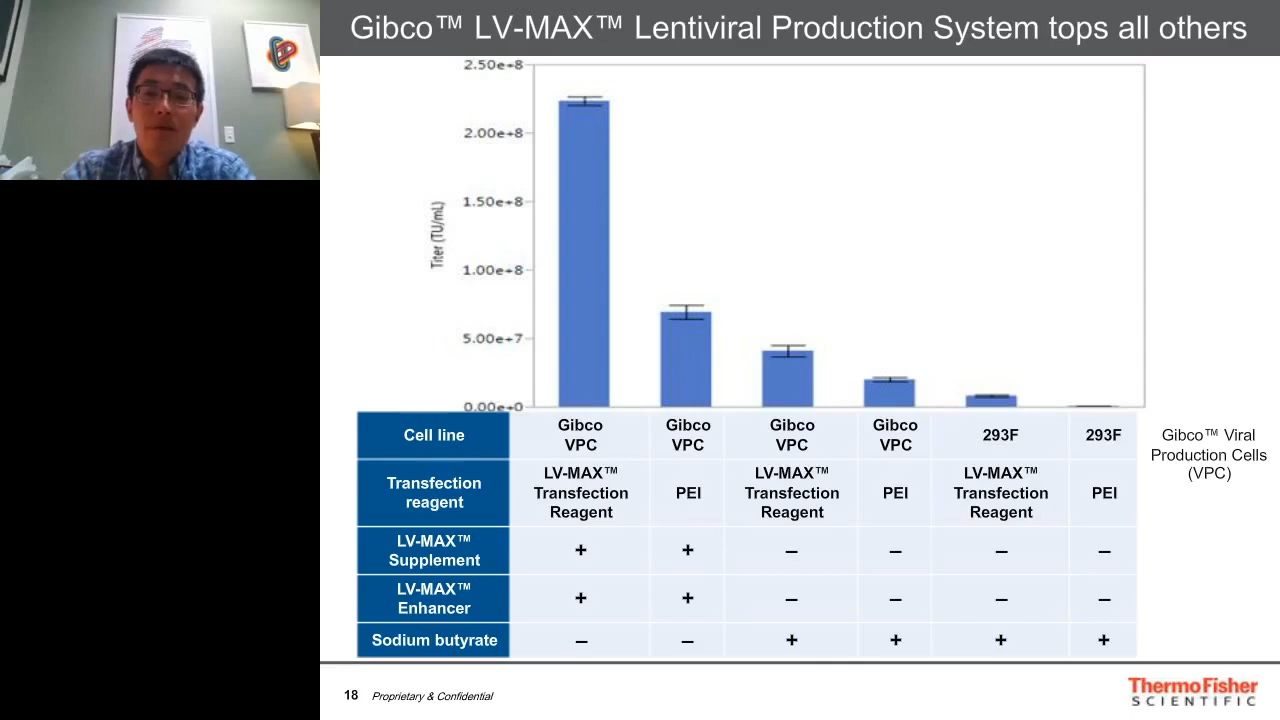 Gibco™ LV-MAX™ Lentiviral Production System tops all others
2.50e+8
2.00e+8
1.50e+8
1.00e+8
5.00e+7
0.00e+0
Titer (TU/mL)
Cell line
Gibco
VPC
Gibco
VPC
Gibco
VPC
Gibco
VPC
293F
293F
Transfection
reagent
LV-MAX™
Transfection
Reagent
PEI
LV-MAX™
Transfection
Reagent
PEI
LV-MAX™
Transfection
Reagent
PEI
LV-MAX™
Supplement
+ + – – – –
LV-MAX™
Enhancer
+ + – – – –
Sodium butyrate – – + + + +
Gibco™ Viral
Production Cells
(VPC)
18 Proprietary & Confidential
ThermoFisher
SCIENTIFIC